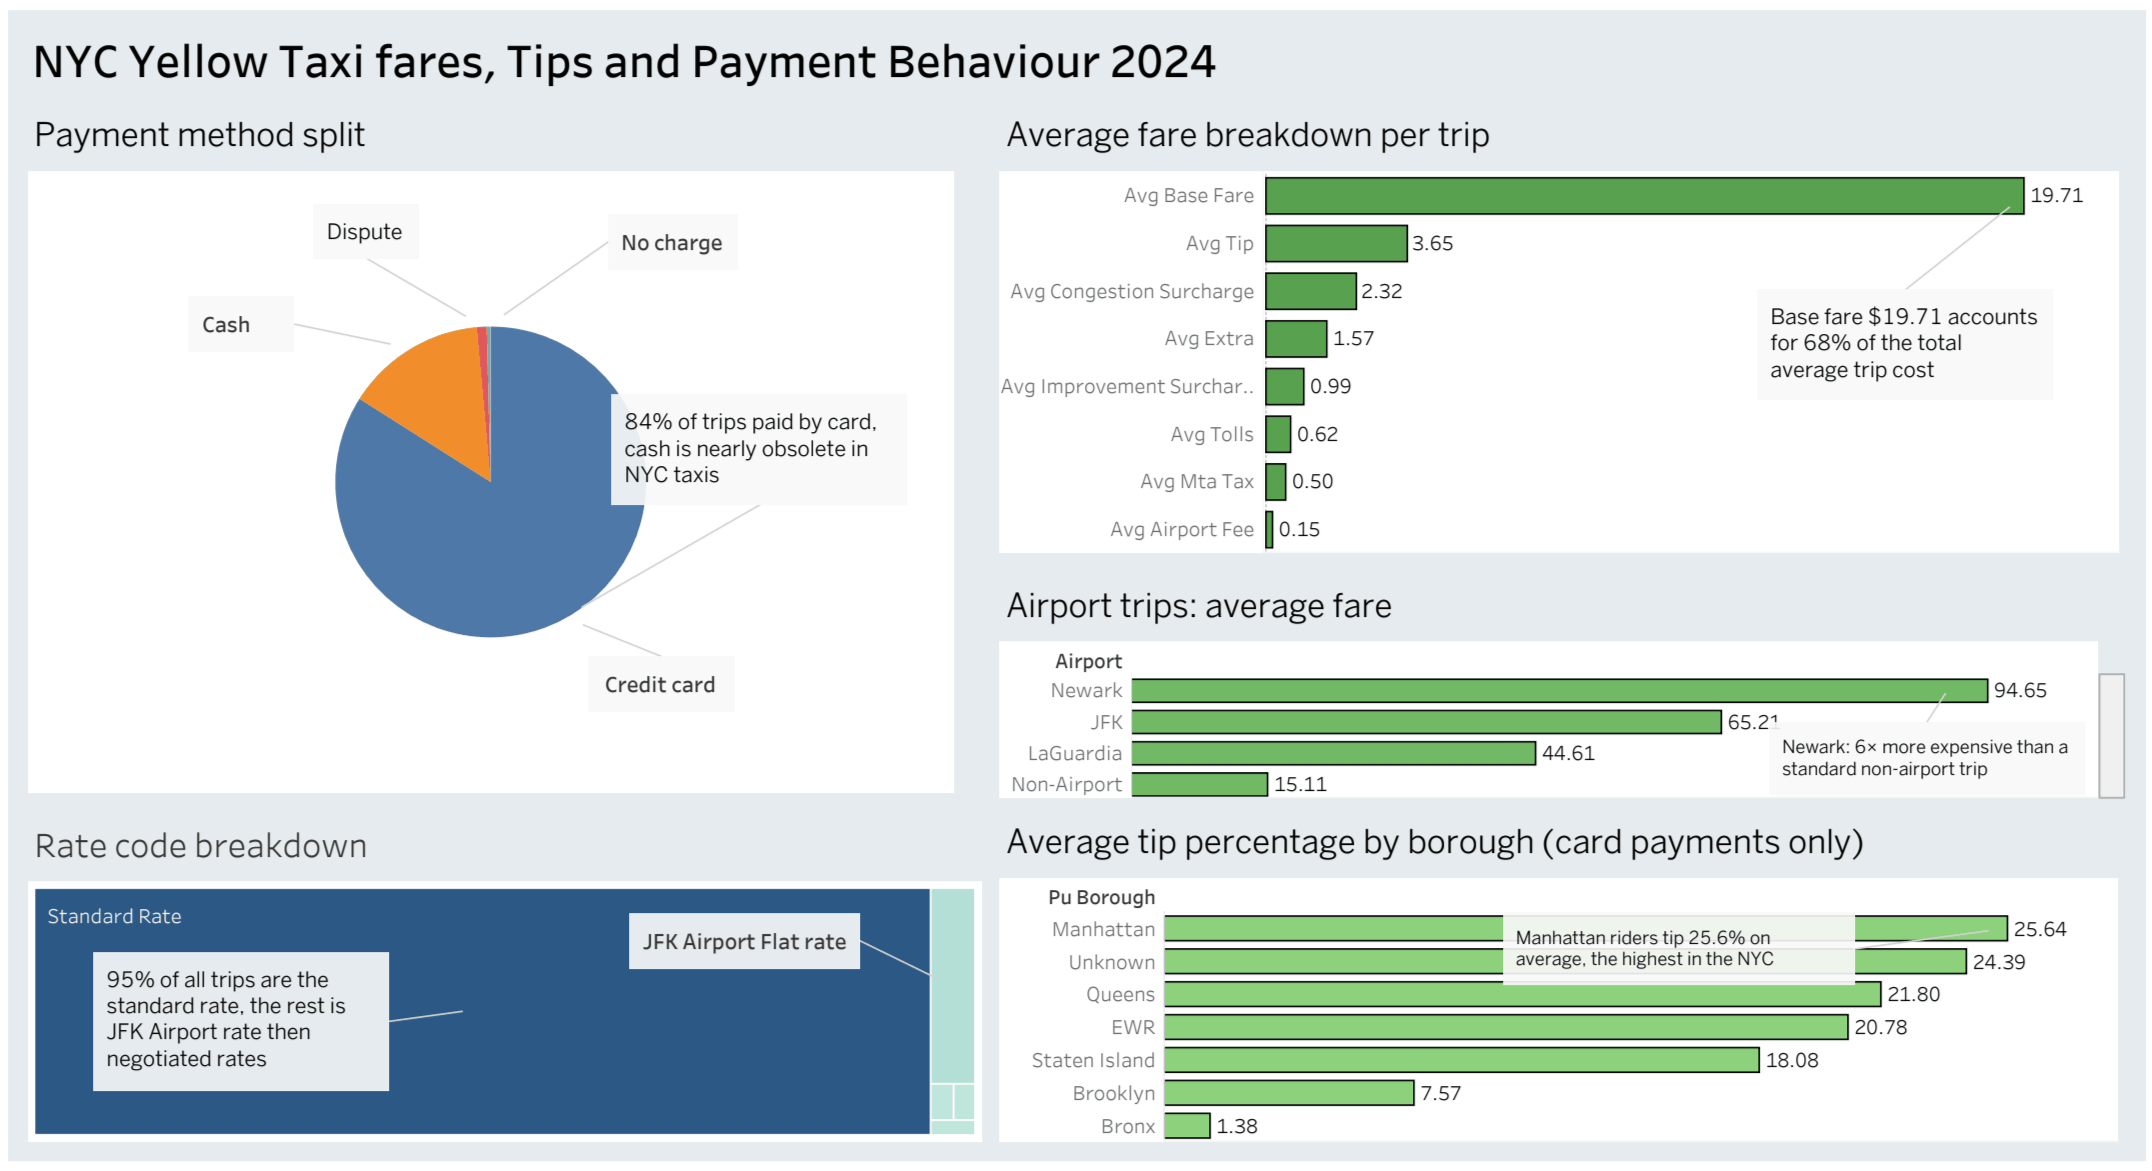 NYC Yellow Taxi fares, Tips and Payment Behaviour 2024
Payment method split
Dispute
No charge
Cash
84% of trips paid by card,
cash is nearly obsolete in
NYC taxis
Credit card
Average fare breakdown per trip
Avg Base Fare 19.71
Avg Tip 3.65
Avg Congestion Surcharge 2.32
Avg Extra 1.57
Avg Improvement Surchar.. 0.99
Avg Tolls 0.62
Avg Mta Tax 0.50
Avg Airport Fee 0.15
Base fare $19.71 accounts
for 68% of the total
average trip cost
Airport trips: average fare
Airport
Newark 94.65
JFK 65.21
LaGuardia 44.61
Non-Airport 15.11
Newark: 6× more expensive than a
standard non-airport trip
Rate code breakdown
Standard Rate
JFK Airport Flat rate
95% of all trips are the
standard rate, the rest is
JFK Airport rate then
negotiated rates
Average tip percentage by borough (card payments only)
Pu Borough
Manhattan 25.64
Unknown 24.39
Queens 21.80
EWR 20.78
Staten Island 18.08
Brooklyn 7.57
Bronx 1.38
Manhattan riders tip 25.6% on
average, the highest in the NYC